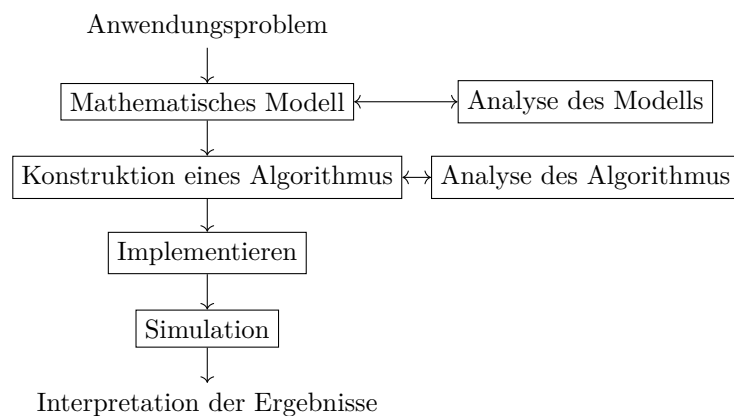 Anwendungsproblem
Mathematisches Modell
Analyse des Modells
Konstruktion eines Algorithmus
Analyse des Algorithmus
Implementieren
Simulation
Interpretation der Ergebnisse